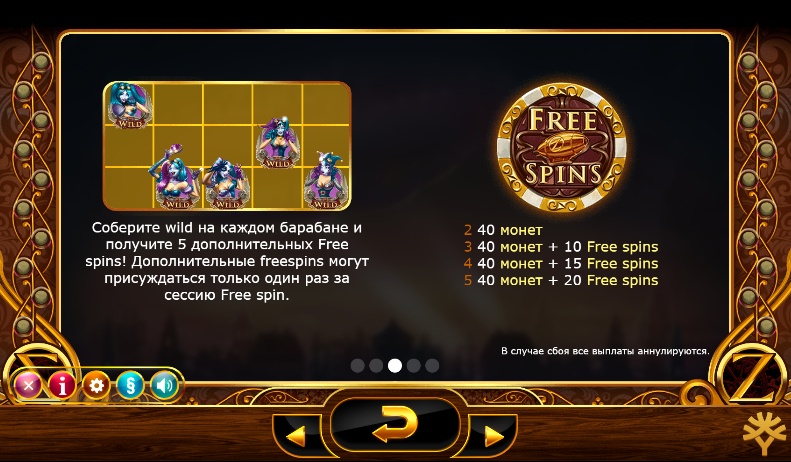 WILD
WILD
WILD WILD WILD
Соберите wild на каждом барабане и
получите 5 дополнительных Free
spins! Дополнительные freespins могут
присуждаться только один раз за
сессию Free spin.
FREE
SPINS
2 40 монет
3 40 монет + 10 Free spins
4 40 монет + 15 Free spins
5 40 монет + 20 Free spins
В случае сбоя все выплаты аннулируются.
Z Z
i §